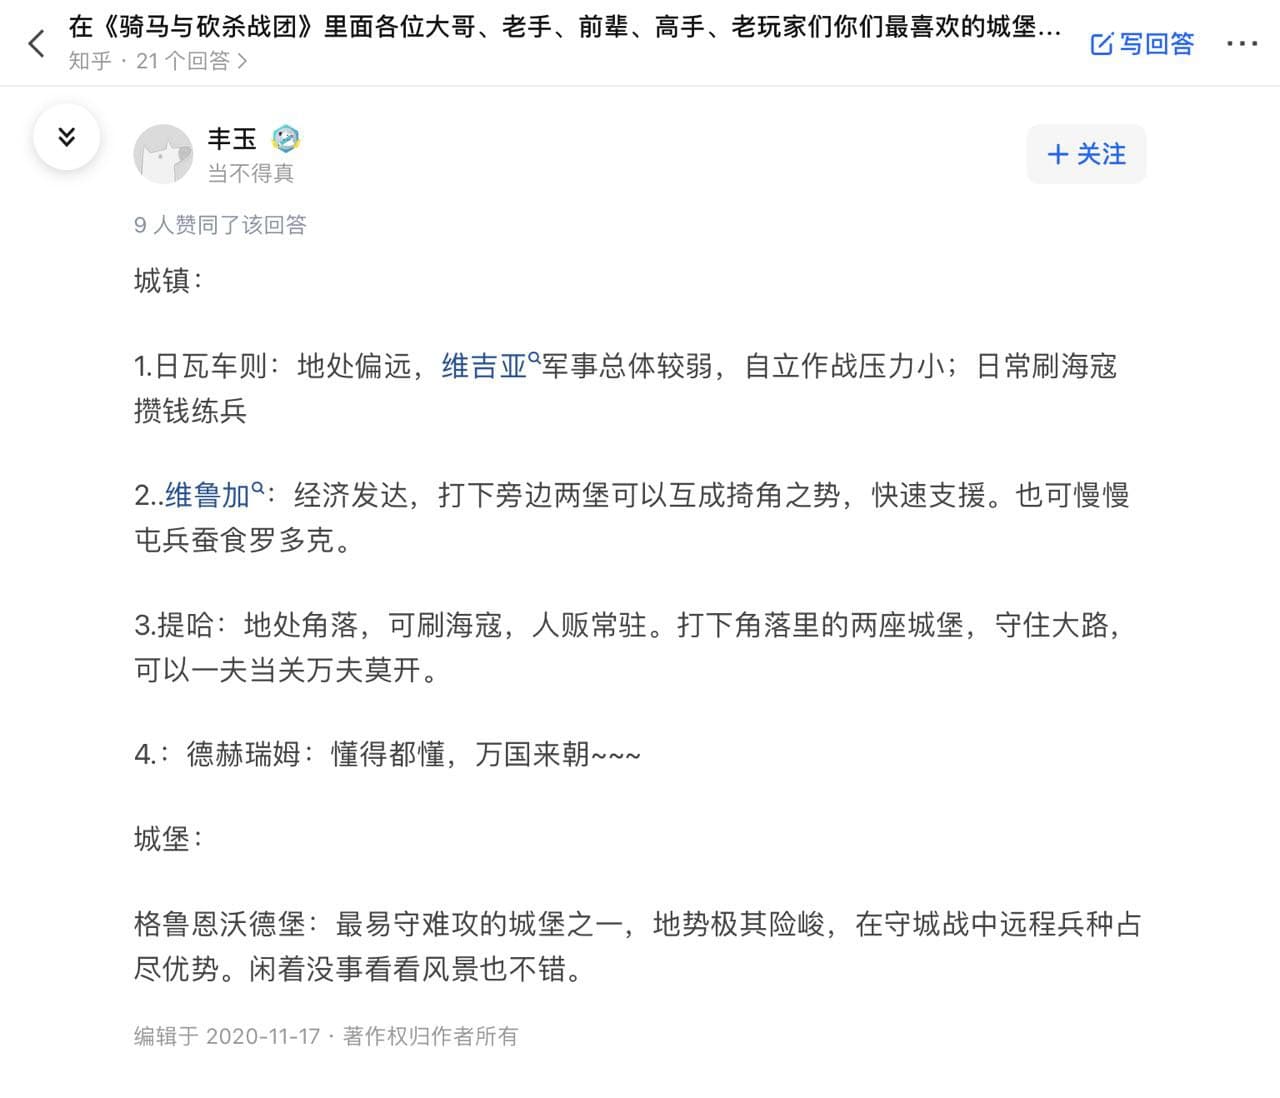 在《骑马与砍杀战团》里面各位大哥、老手、前辈、高手、老玩家们你们最喜欢的城堡...
知乎 · 21 个回答 >
写回答
丰玉
当不得真
+ 关注
9 人赞同了该回答
城镇：
1.日瓦车则：地处偏远，维吉亚军事总体较弱，自立作战压力小；日常刷海寇
攒钱练兵
2..维鲁加：经济发达，打下旁边两堡可以互成掎角之势，快速支援。也可慢慢
屯兵蚕食罗多克。
3.提哈：地处角落，可刷海寇，人贩常驻。打下角落里的两座城堡，守住大路，
可以一夫当关万夫莫开。
4.：德赫瑞姆：懂得都懂，万国来朝~~~
城堡：
格鲁恩沃德堡：最易守难攻的城堡之一，地势极其险峻，在守城战中远程兵种占
尽优势。闲着没事看看风景也不错。
编辑于 2020-11-17 · 著作权归作者所有